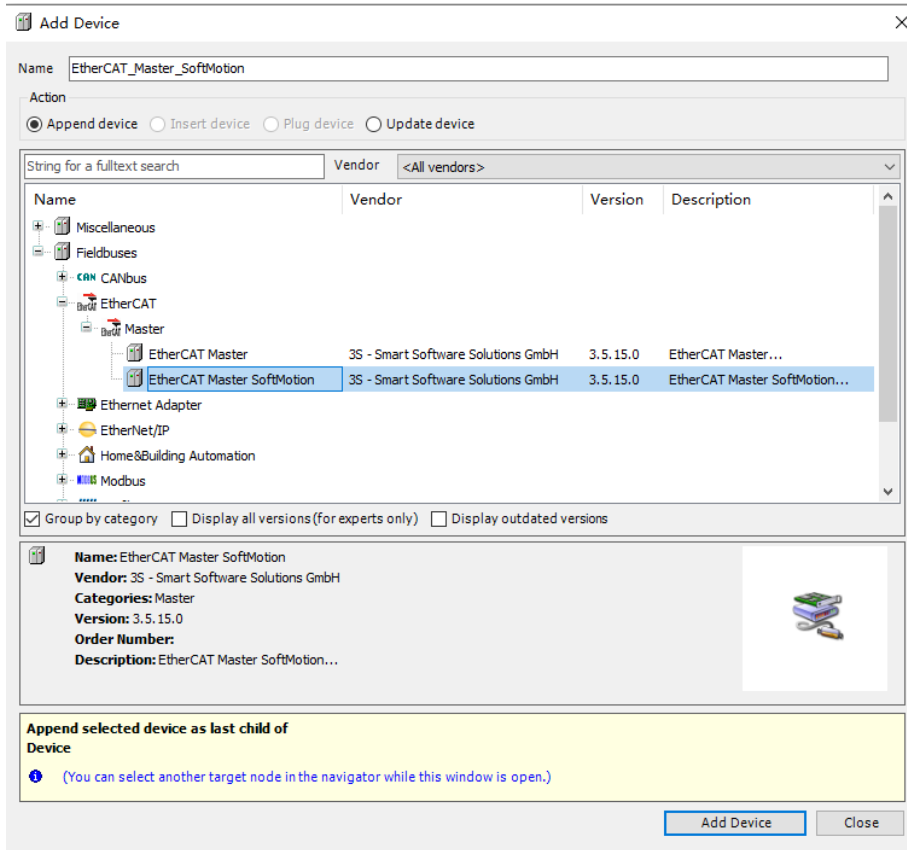 Add Device
Name EtherCAT_Master_SoftMotion
Action
Append device Insert device Plug device Update device
String for a fulltext search Vendor <All vendors>
Name Vendor Version Description
Miscellaneous
Fieldbuses
CAN CANbus
EtherCAT
Master
EtherCAT Master 3S - Smart Software Solutions GmbH 3.5.15.0 EtherCAT Master...
EtherCAT Master SoftMotion 3S - Smart Software Solutions GmbH 3.5.15.0 EtherCAT Master SoftMotion...
Ethernet Adapter
EtherNet/IP
Home&Building Automation
Modbus
Group by category Display all versions (for experts only) Display outdated versions
Name: EtherCAT Master SoftMotion
Vendor: 3S - Smart Software Solutions GmbH
Categories: Master
Version: 3.5.15.0
Order Number:
Description: EtherCAT Master SoftMotion...
Append selected device as last child of
Device
(You can select another target node in the navigator while this window is open.)
Add Device Close